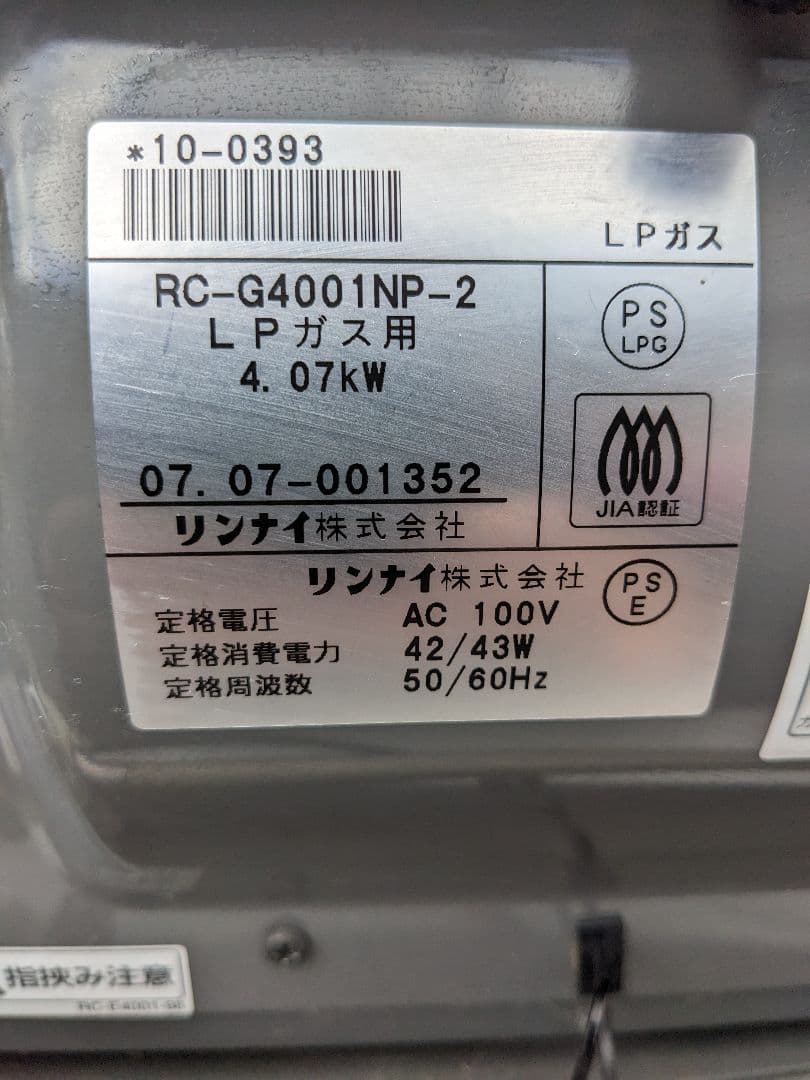 *10-0393
LPガス
RC-G4001NP-2
LPガス用
4.07kW
PS
LPG
JIA認証
07.07-001352
リンナイ株式会社
リンナイ株式会社
PS
E
定格電圧 AC 100V
定格消費電力 42/43W
定格周波数 50/60Hz
指挟み注意